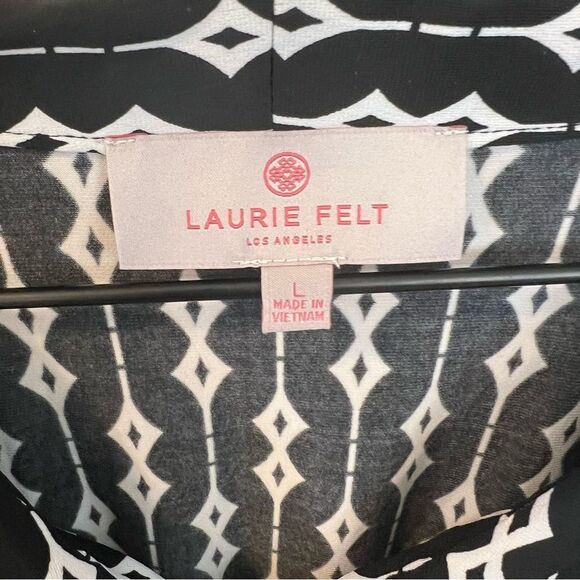 LAURIE FELT
LOS ANGELES
L
MADE IN
VIETNAM